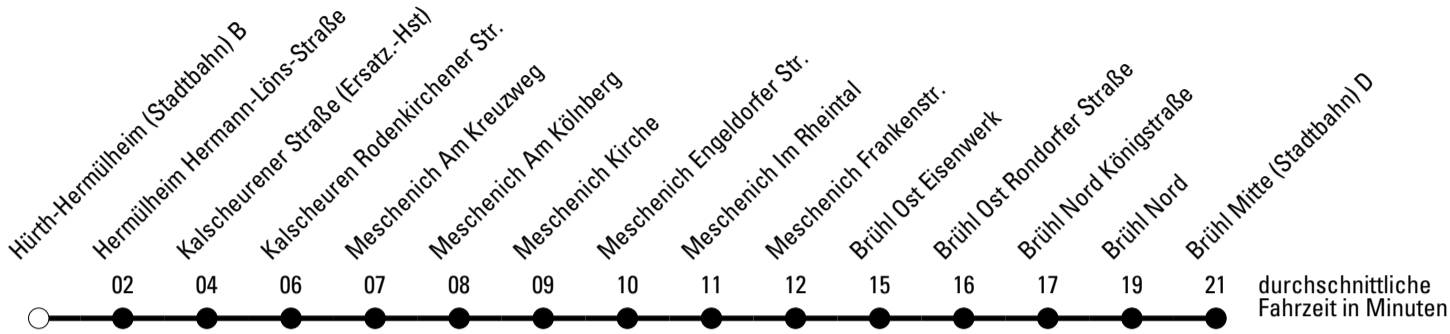 Hürth-Hermülheim (Stadtbahn) B
Hermülheim Hermann-Löns-Straße
Kalscheurener Straße (Ersatz.-Hst)
Kalscheuren Rodenkirchener Str.
Meschenich Am Kreuzweg
Meschenich Am Kölnberg
Meschenich Kirche
Meschenich Engeldorfer Str.
Meschenich Im Rheintal
Meschenich Frankenstr.
Brühl Ost Eisenwerk
Brühl Ost Rondorfer Straße
Brühl Nord Königstraße
Brühl Nord
Brühl Mitte (Stadtbahn) D
02 04 06 07 08 09 10 11 12 15 16 17 19 21
durchschnittliche
Fahrzeit in Minuten